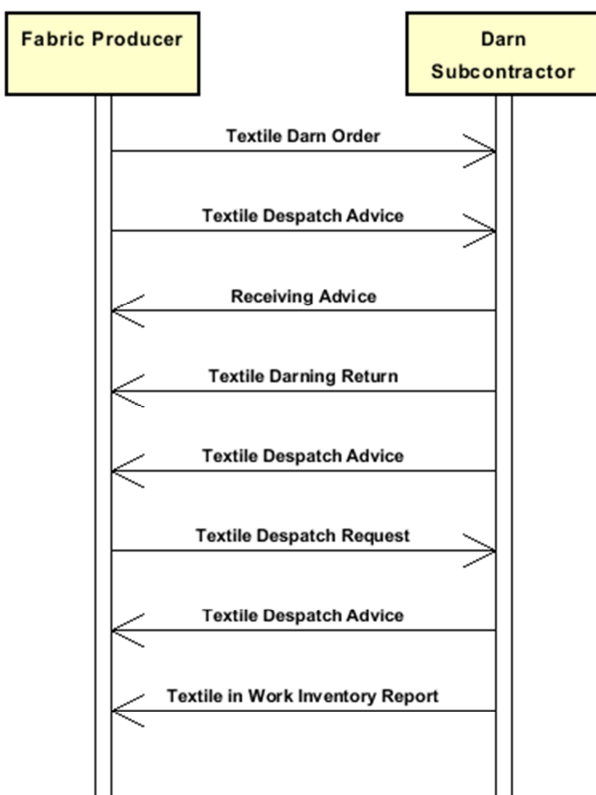 Fabric Producer
Darn
Subcontractor
Textile Darn Order
Textile Despatch Advice
Receiving Advice
Textile Darning Return
Textile Despatch Advice
Textile Despatch Request
Textile Despatch Advice
Textile in Work Inventory Report